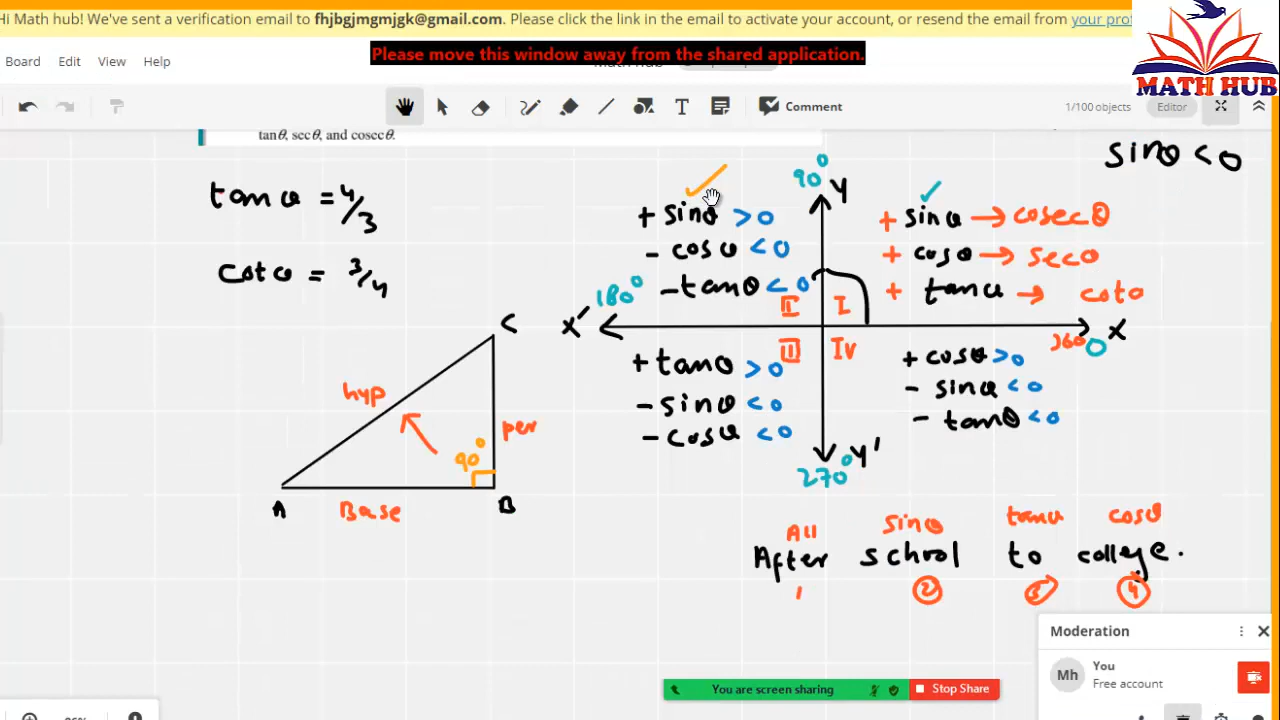 Hi Math hub! We've sent a verification email to fhjbgjmgmjgk@gmail.com. Please click the link in the email to activate your account, or resend the email from your prof
Please move this window away from the shared application.
MATH HUB
Board Edit View Help
Comment
1/100 objects
Editor
tanθ, secθ, and cosecθ.
sinθ <0
tanθ = 4/3
cotθ = 3/4
90°
Y
+ sinθ >0
- cosθ <0
- tanθ <0
+ sinθ → cosecθ
+ cosθ → secθ
+ tanθ → cotθ
180°
II
I
X'
X
360
0
III
IV
+ tanθ >0
- sinθ <0
- cosθ <0
+ cosθ >0
- sinθ <0
- tanθ <0
270°
Y'
C
hyp
per
90°
A
Base
B
All sinθ tanθ cosθ
After school to college.
1 2 3 4
Moderation
You
Mh
Free account
You are screen sharing
Stop Share